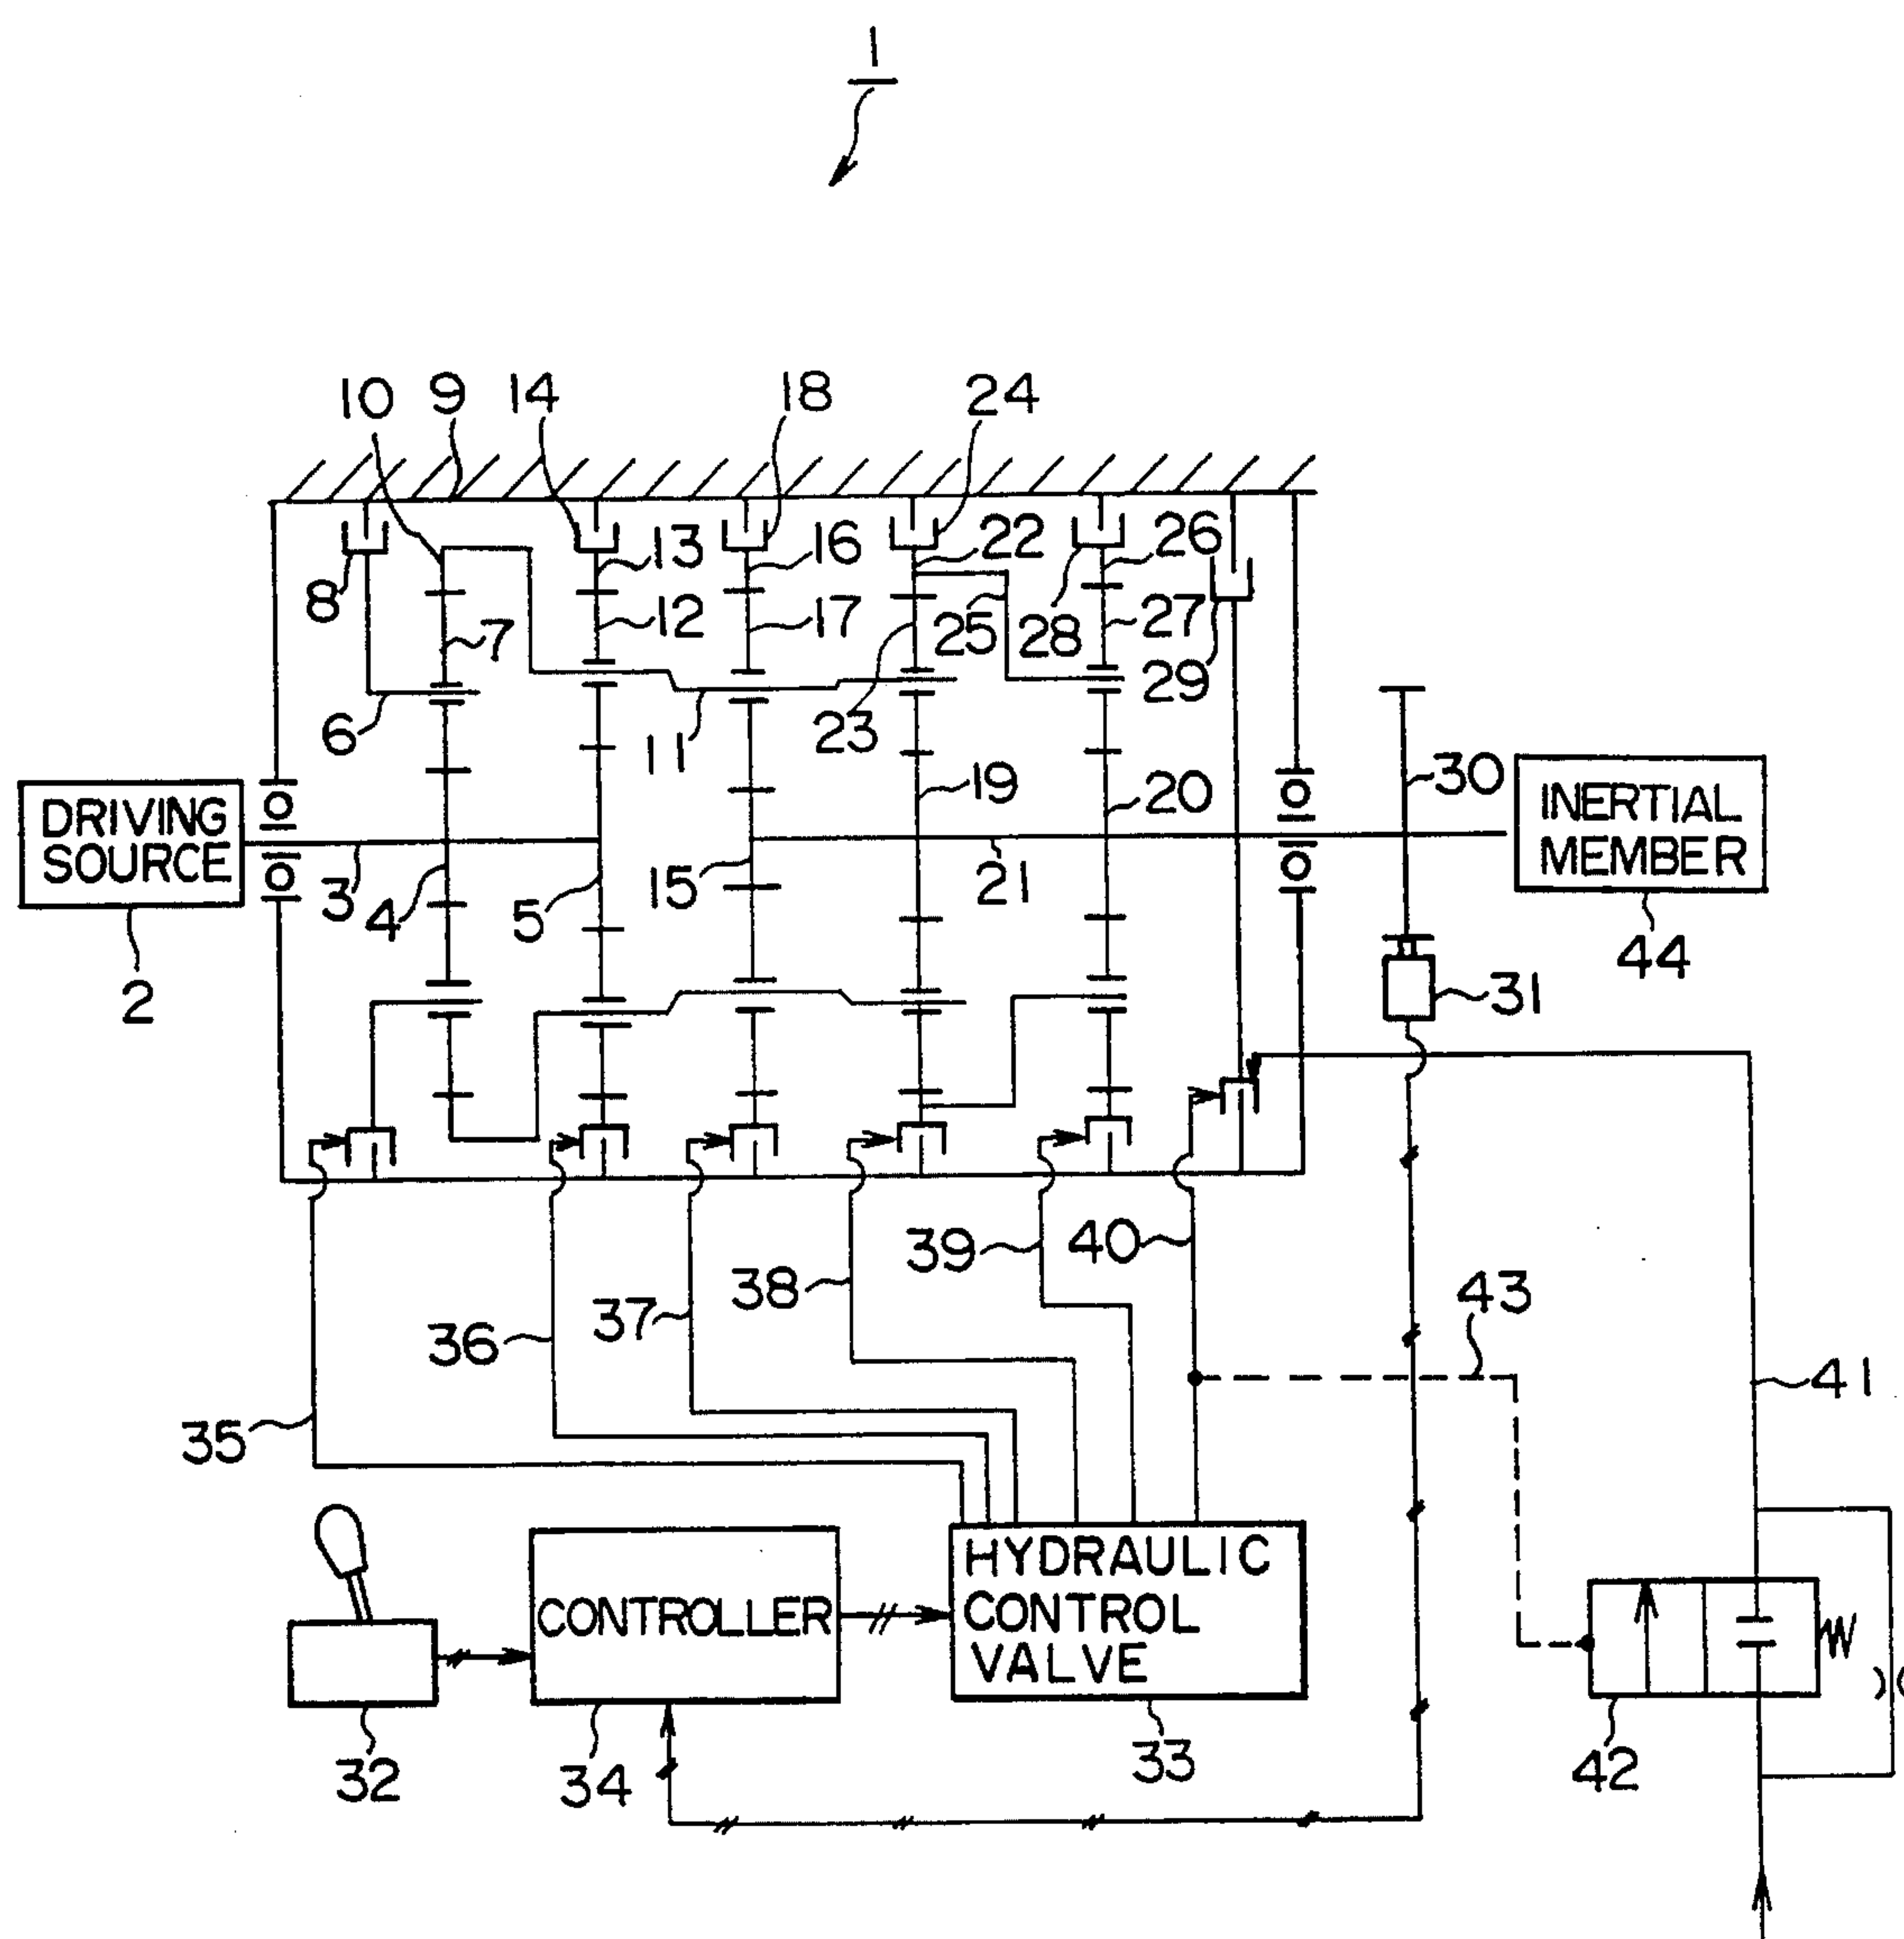 1
10 9 14 18 24
8 13 16 22 26
7 12 17 25 28 27 29
6 11 23
DRIVING
SOURCE
3 4 5 15 19 21 20 30
INERTIAL
MEMBER
2 44
31
39 40
38 43
37
36 41
35
HYDRAULIC
CONTROL
VALVE
CONTROLLER
32 34 33 42